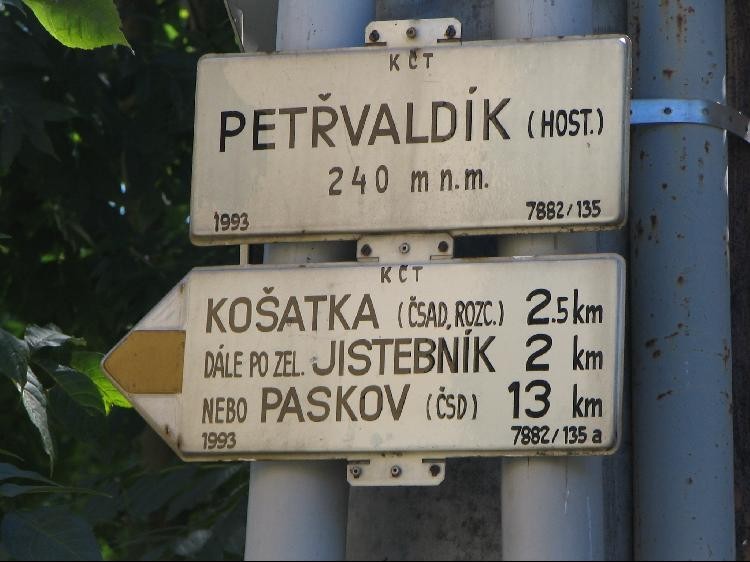 KČT
PETŘVALDÍK (HOST.)
240 m n.m.
1993 7882/135
KČT
KOŠATKA (ČSAD, ROZC.) 2.5 km
DÁLE PO ZEL. JISTEBNÍK 2 km
NEBO PASKOV (ČSD) 13 km
1993 7882/135 a